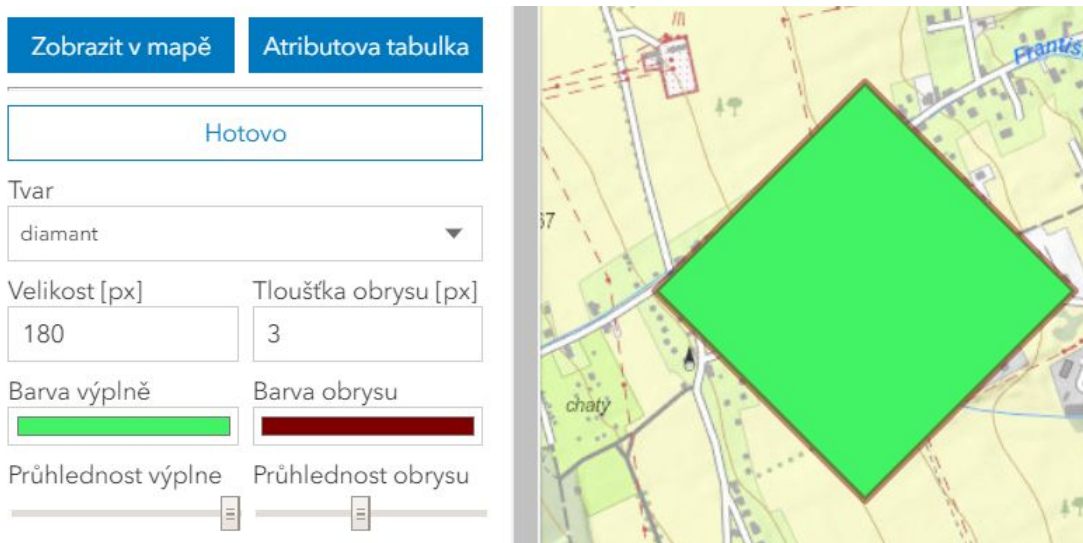 Zobrazit v mapě
Atributova tabulka
Hotovo
Tvar
diamant
Velikost [px]
Tloušťka obrysu [px]
180
3
Barva výplně
Barva obrysu
Průhlednost výplne
Průhlednost obrysu
chaty